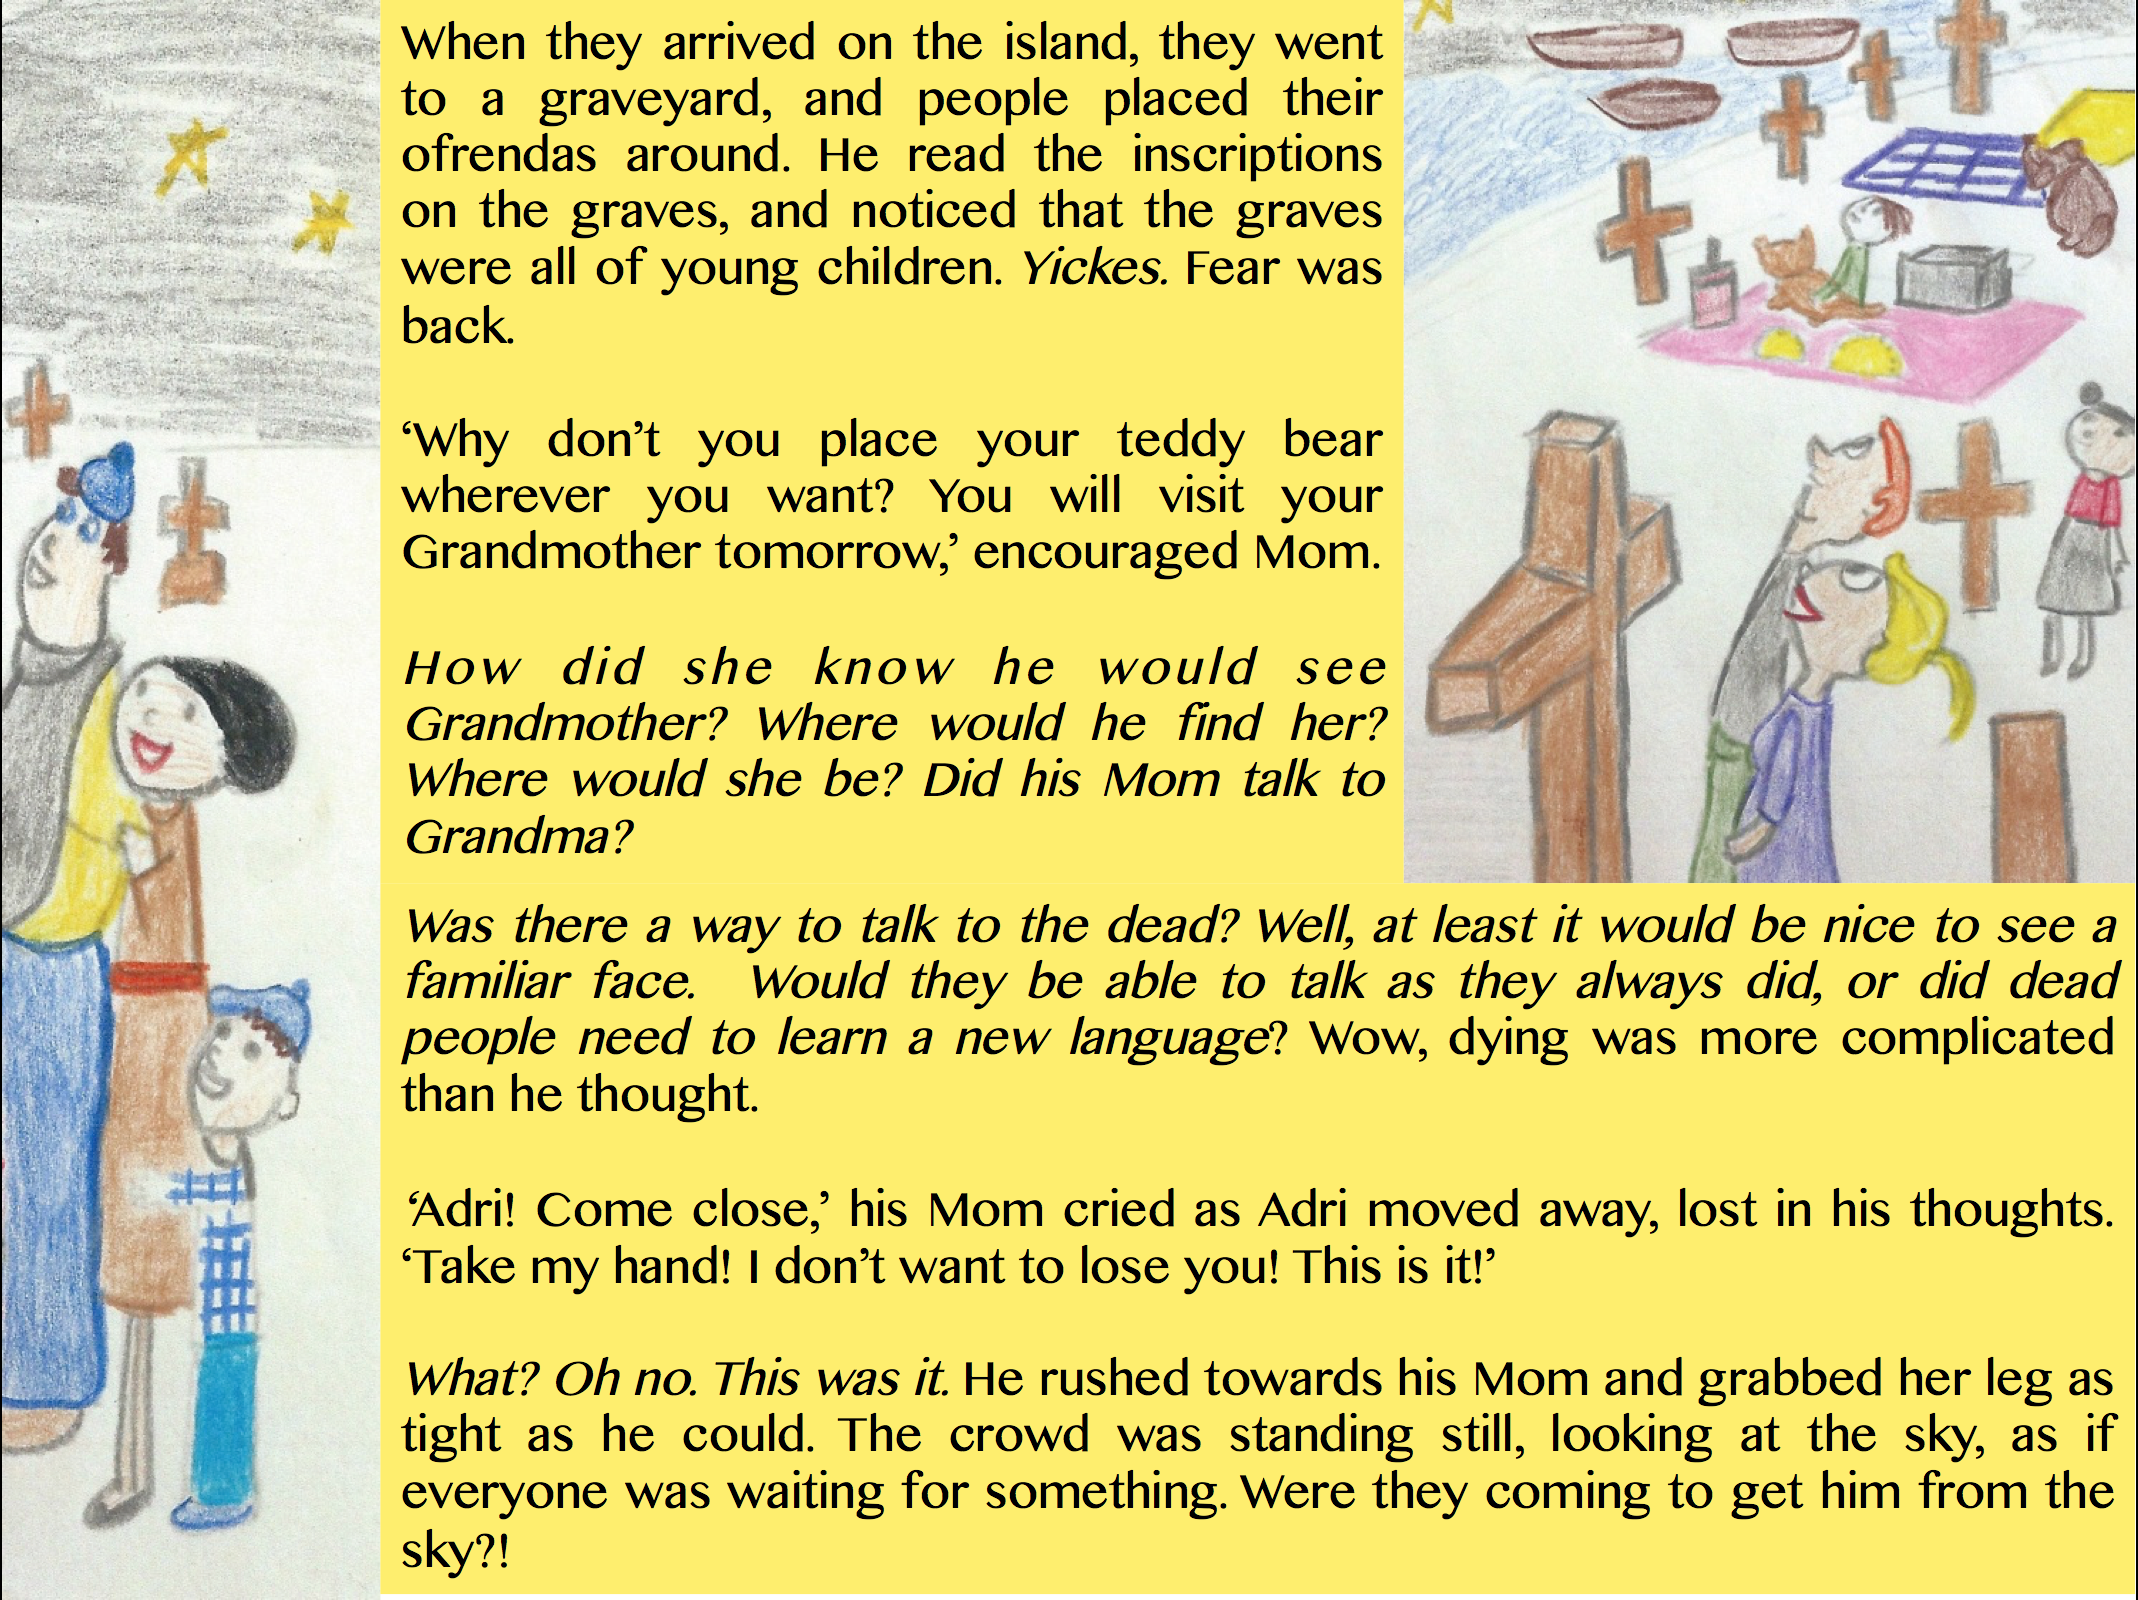 When they arrived on the island, they went
to a graveyard, and people placed their
ofrendas around. He read the inscriptions
on the graves, and noticed that the graves
were all of young children. Yickes. Fear was
back.
‘Why don’t you place your teddy bear
wherever you want? You will visit your
Grandmother tomorrow,’ encouraged Mom.
How did she know he would see
Grandmother? Where would he find her?
Where would she be? Did his Mom talk to
Grandma?
Was there a way to talk to the dead? Well, at least it would be nice to see a
familiar face. Would they be able to talk as they always did, or did dead
people need to learn a new language? Wow, dying was more complicated
than he thought.
‘Adri! Come close,’ his Mom cried as Adri moved away, lost in his thoughts.
‘Take my hand! I don’t want to lose you! This is it!’
What? Oh no. This was it. He rushed towards his Mom and grabbed her leg as
tight as he could. The crowd was standing still, looking at the sky, as if
everyone was waiting for something. Were they coming to get him from the
sky?!